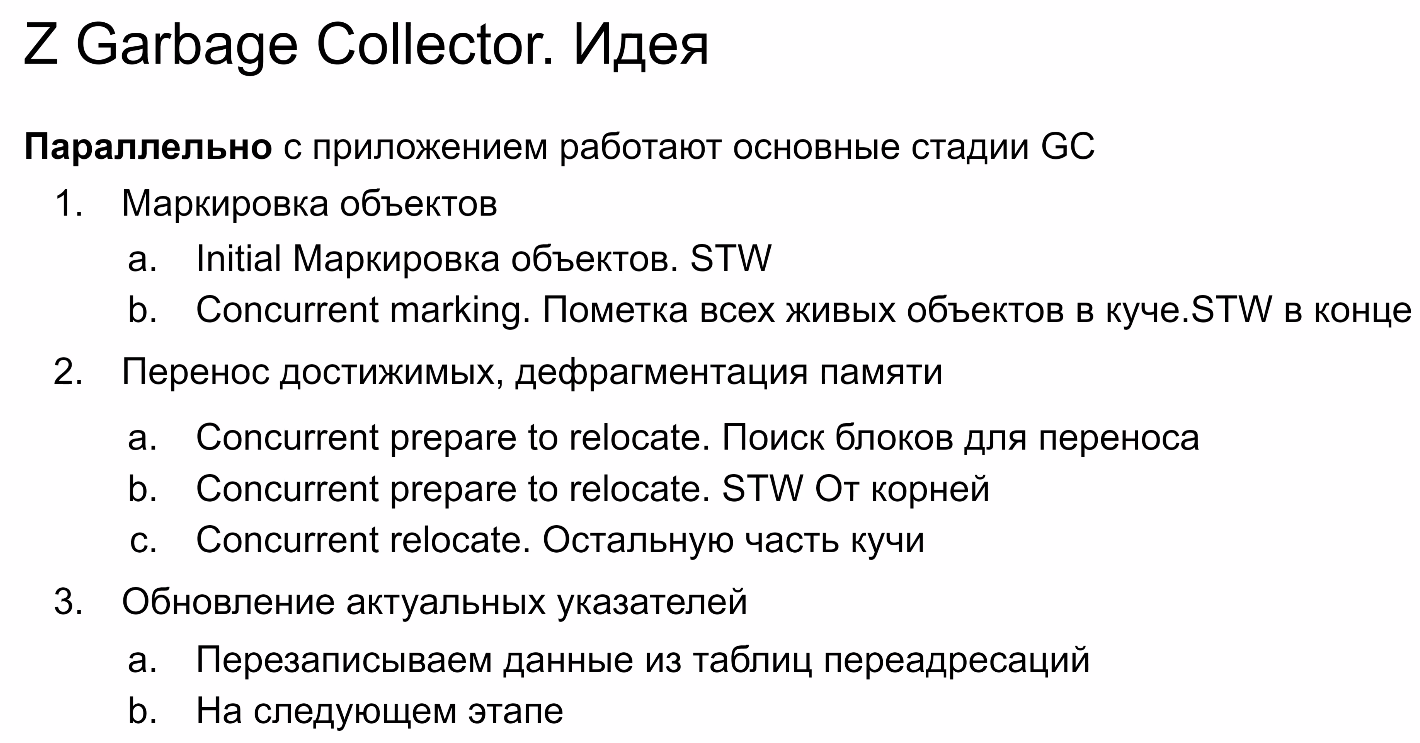 Z Garbage Collector. Идея
Параллельно с приложением работают основные стадии GC
1. Маркировка объектов
a. Initial Маркировка объектов. STW
b. Concurrent marking. Пометка всех живых объектов в куче.STW в конце
2. Перенос достижимых, дефрагментация памяти
a. Concurrent prepare to relocate. Поиск блоков для переноса
b. Concurrent prepare to relocate. STW От корней
c. Concurrent relocate. Остальную часть кучи
3. Обновление актуальных указателей
a. Перезаписываем данные из таблиц переадресаций
b. На следующем этапе